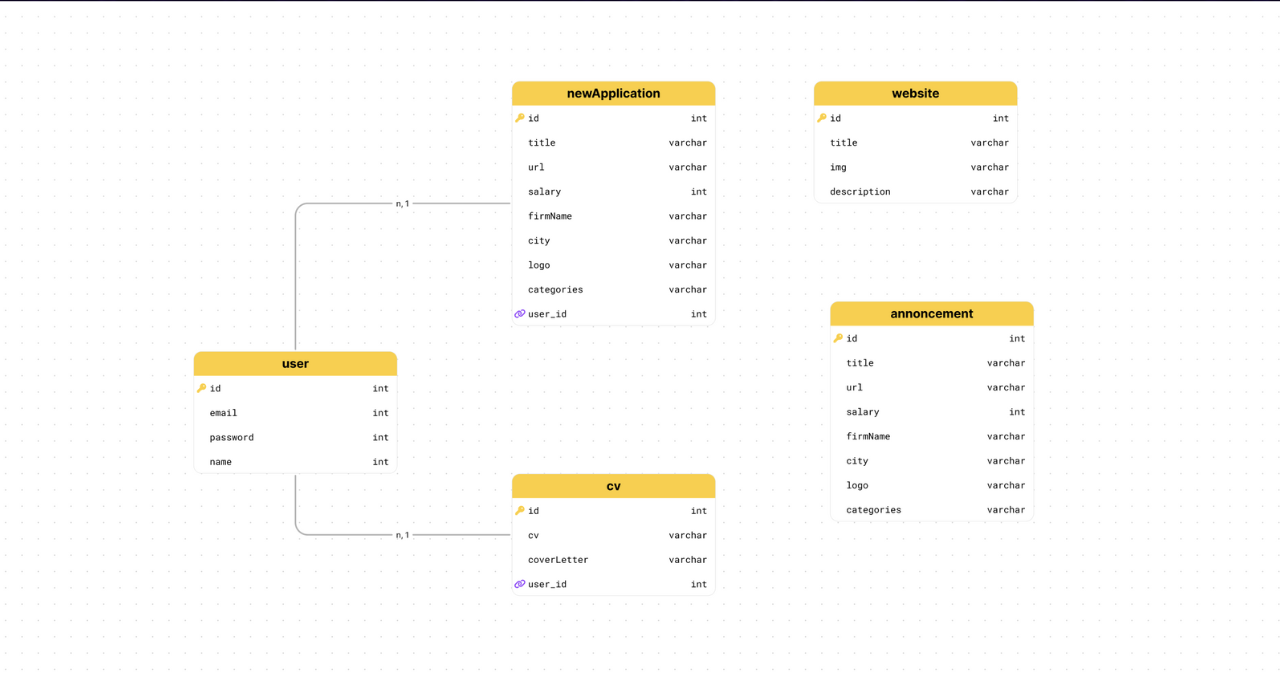 newApplication
id int
title varchar
url varchar
salary int
firmName varchar
city varchar
logo varchar
categories varchar
user_id int
website
id int
title varchar
img varchar
description varchar
n, 1
annoncement
id int
title varchar
url varchar
salary int
firmName varchar
city varchar
logo varchar
categories varchar
user
id int
email int
password int
name int
n, 1
cv
id int
cv varchar
coverLetter varchar
user_id int